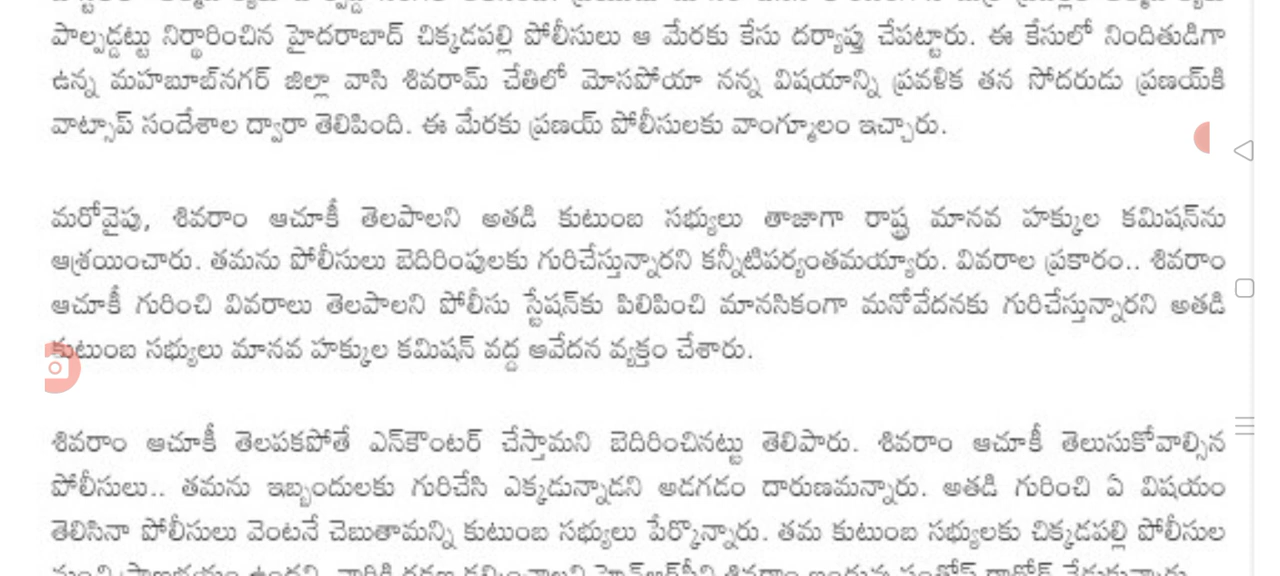 పాల్పడ్డట్టు నిర్ధారించిన హైదరాబాద్ చిక్కడపల్లి పోలీసులు ఆ మేరకు కేసు దర్యాప్తు చేపట్టారు. ఈ కేసులో నిందితుడిగా
ఉన్న మహబూబ్‌నగర్ జిల్లా వాసి శివరామ్ చేతిలో మోసపోయా నన్న విషయాన్ని ప్రవళిక తన సోదరుడు ప్రణయ్‌కి
వాట్సాప్ సందేశాల ద్వారా తెలిపింది. ఈ మేరకు ప్రణయ్ పోలీసులకు వాంగ్మూలం ఇచ్చారు.
మరోవైపు, శివరాం ఆచూకీ తెలపాలని అతడి కుటుంబ సభ్యులు తాజాగా రాష్ట్ర మానవ హక్కుల కమిషన్‌ను
ఆశ్రయించారు. తమను పోలీసులు బెదిరింపులకు గురిచేస్తున్నారని కన్నీటిపర్యంతమయ్యారు. వివరాల ప్రకారం.. శివరాం
ఆచూకీ గురించి వివరాలు తెలపాలని పోలీసు స్టేషన్‌కు పిలిపించి మానసికంగా మనోవేదనకు గురిచేస్తున్నారని అతడి
కుటుంబ సభ్యులు మానవ హక్కుల కమిషన్ వద్ద ఆవేదన వ్యక్తం చేశారు.
శివరాం ఆచూకీ తెలపకపోతే ఎన్‌కౌంటర్ చేస్తామని బెదిరించినట్టు తెలిపారు. శివరాం ఆచూకీ తెలుసుకోవాల్సిన
పోలీసులు.. తమను ఇబ్బందులకు గురిచేసి ఎక్కడున్నాడని అడగడం దారుణమన్నారు. అతడి గురించి ఏ విషయం
తెలిసినా పోలీసులు వెంటనే చెబుతామన్ని కుటుంబ సభ్యులు పేర్కొన్నారు. తమ కుటుంబ సభ్యులకు చిక్కడపల్లి పోలీసుల